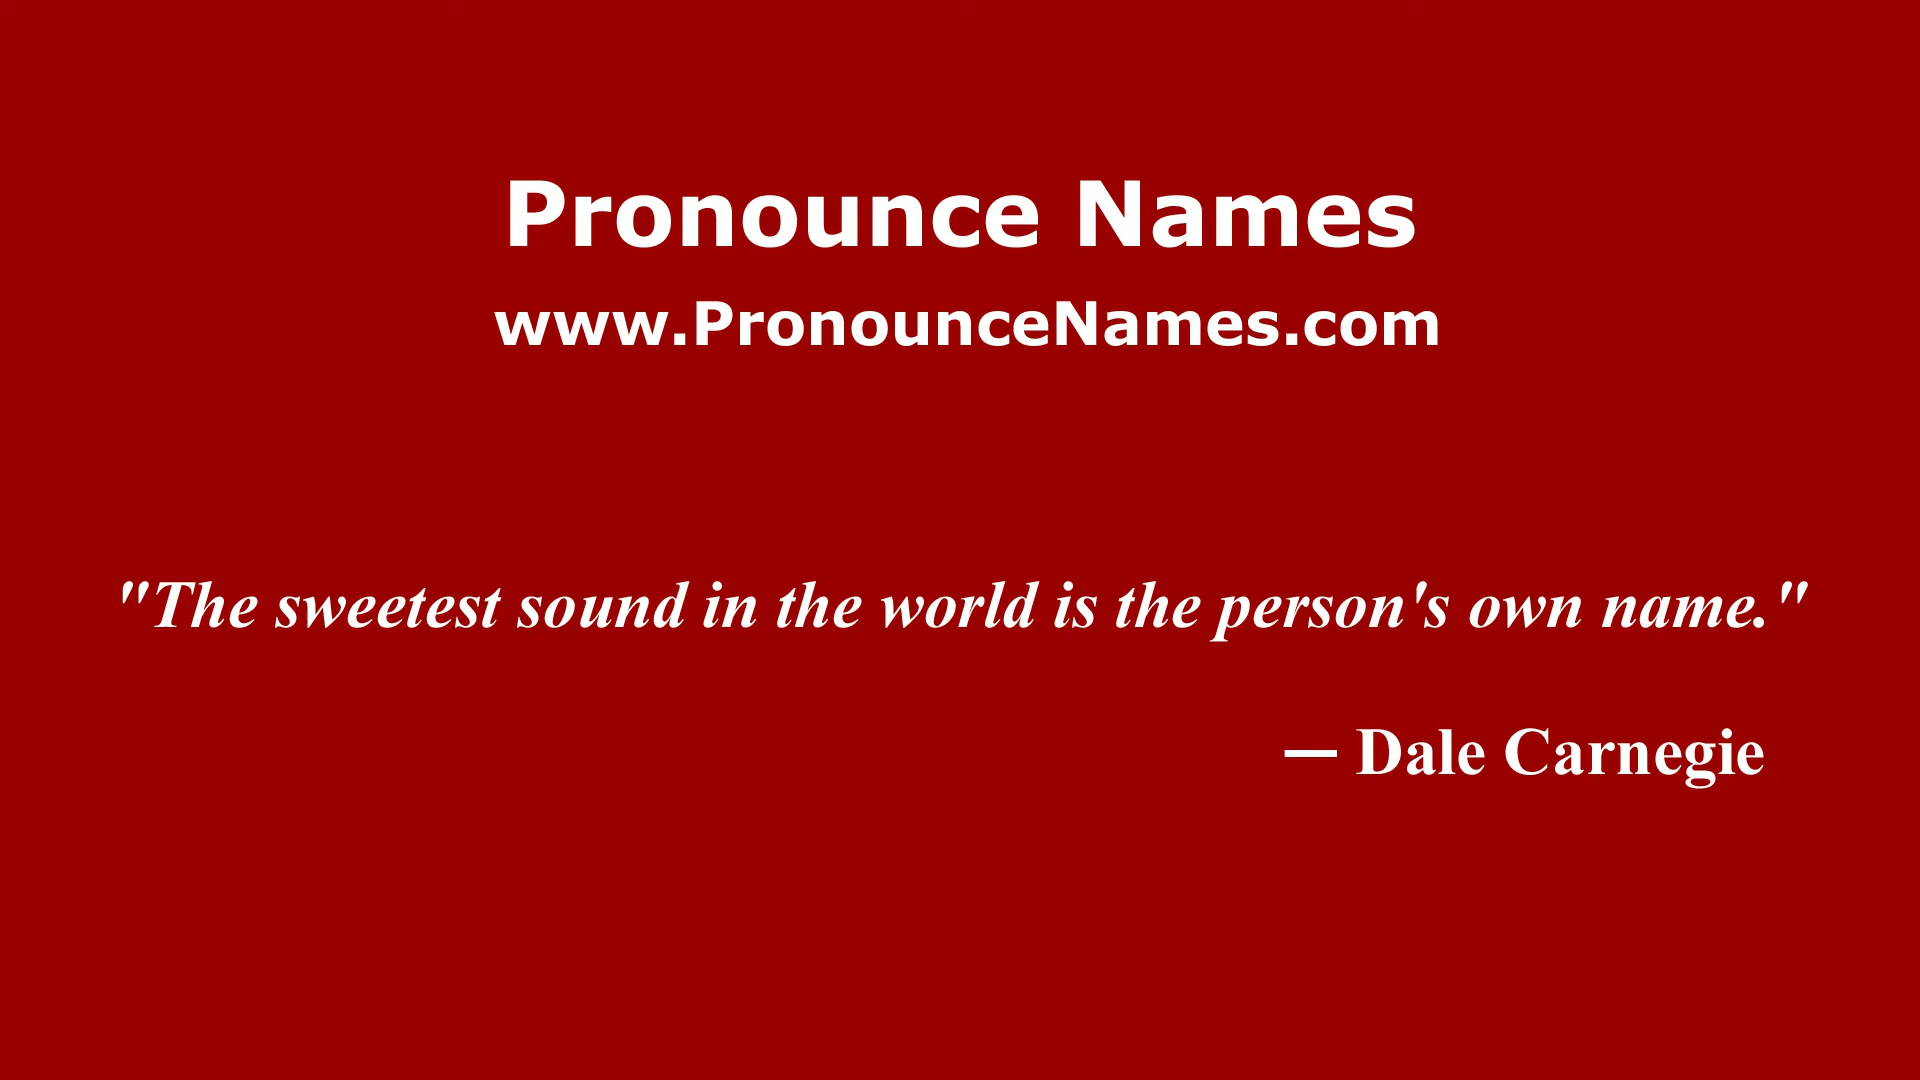 Pronounce Names
www.PronounceNames.com
"The sweetest sound in the world is the person's own name."
— Dale Carnegie